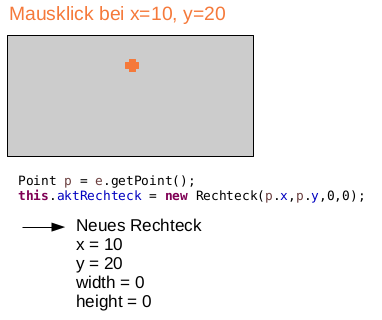 Mausklick bei x=10, y=20
Point p = e.getPoint();
this.aktRechteck = new Rechteck(p.x,p.y,0,0);
Neues Rechteck
x = 10
y = 20
width = 0
height = 0